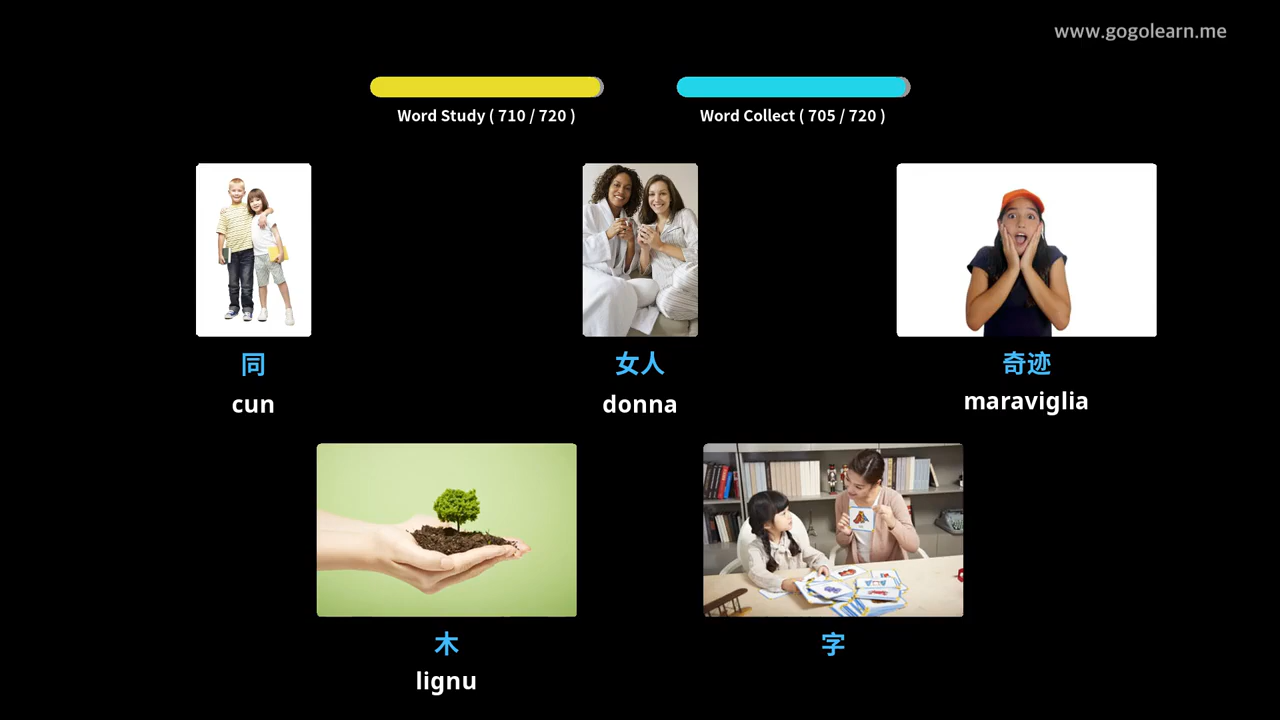 www.gogolearn.me
Word Study ( 710 / 720 )
Word Collect ( 705 / 720 )
同
cun
女人
donna
奇迹
maraviglia
木
lignu
字